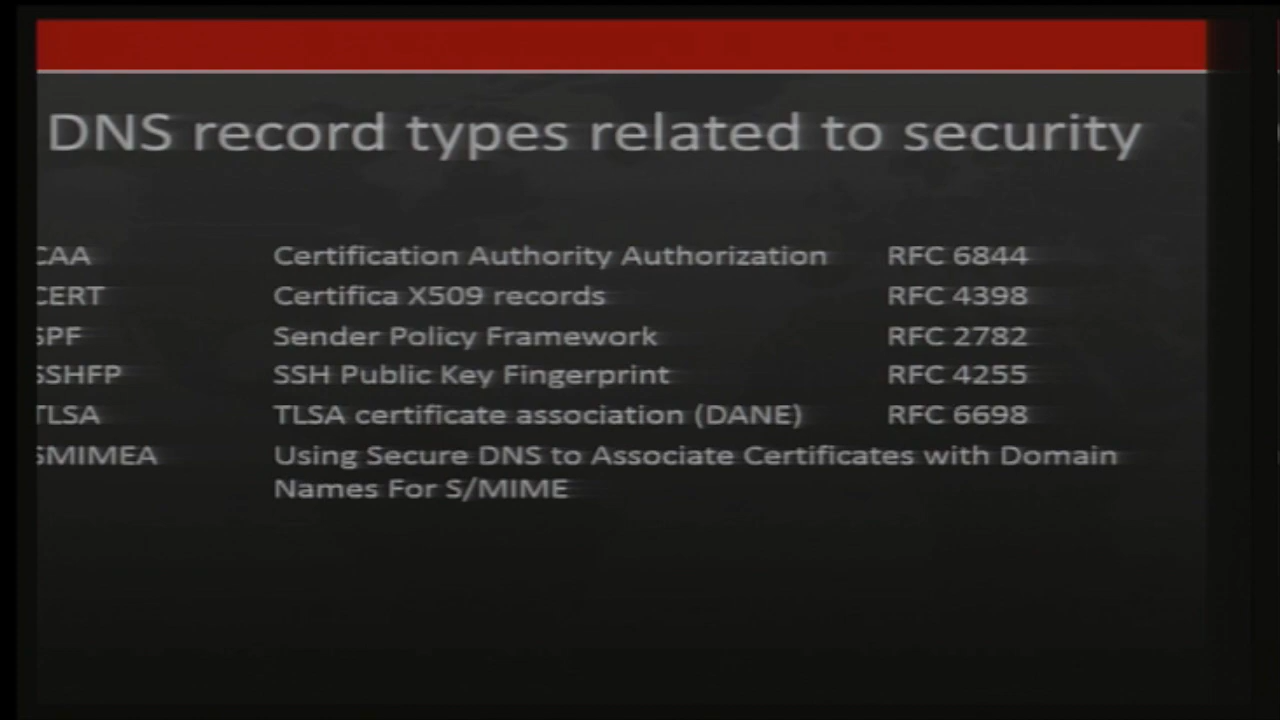 DNS record types related to security
CAA Certification Authority Authorization RFC 6844
CERT Certifica X509 records RFC 4398
SPF Sender Policy Framework RFC 2782
SSHFP SSH Public Key Fingerprint RFC 4255
TLSA TLSA certificate association (DANE) RFC 6698
SMIMEA Using Secure DNS to Associate Certificates with Domain
Names For S/MIME